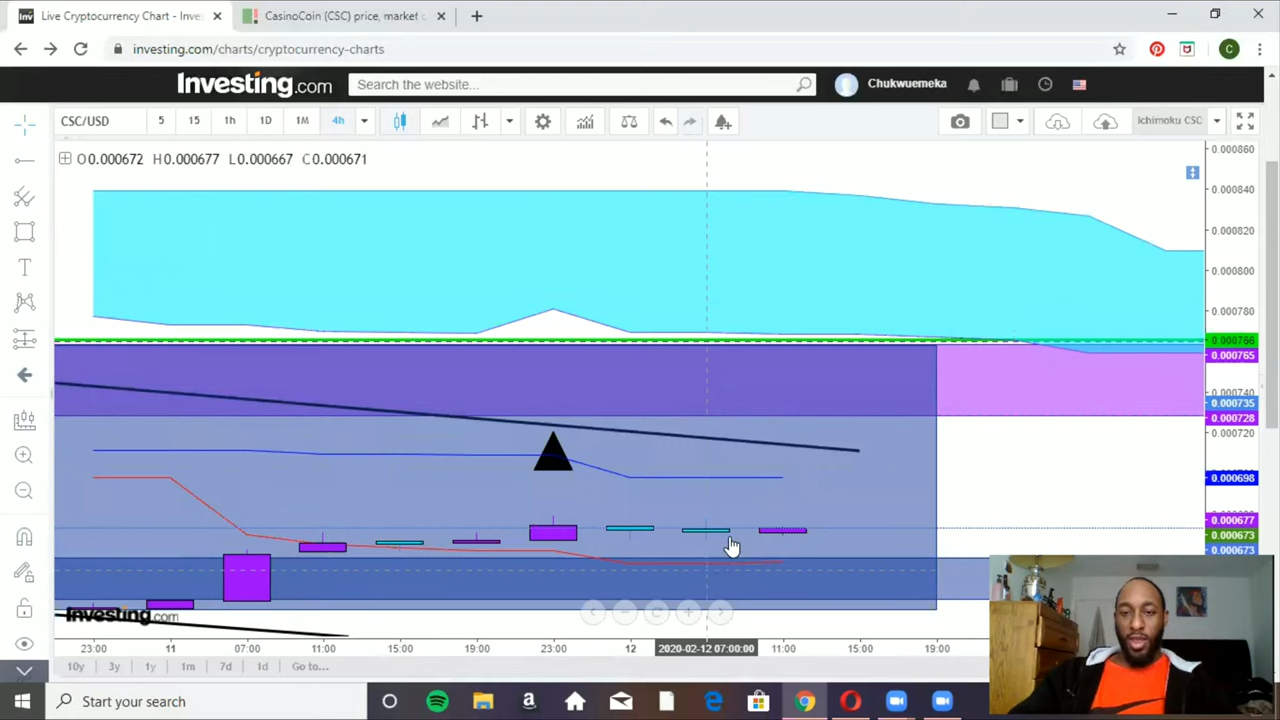 Live Cryptocurrency Chart - Inves
CasinoCoin (CSC) price, market c
investing.com/charts/cryptocurrency-charts
C
Investing.com
Search the website...
Chukwuemeka
CSC/USD 5 15 1h 1D 1M 4h
Ichimoku CSC
O0.000672 H0.000677 L0.000667 C0.000671
0.000860
0.000840
0.000820
0.000800
0.000780
0.000766
0.000765
0.000740
0.000735
0.000728
0.000720
0.000698
0.000677
0.000673
0.000673
Investing.com
23:00 11 07:00 11:00 15:00 19:00 23:00 12 2020-02-12 07:00:00 11:00 15:00 19:00
10y 3y 1y 1m 7d 1d Go to...
Start your search